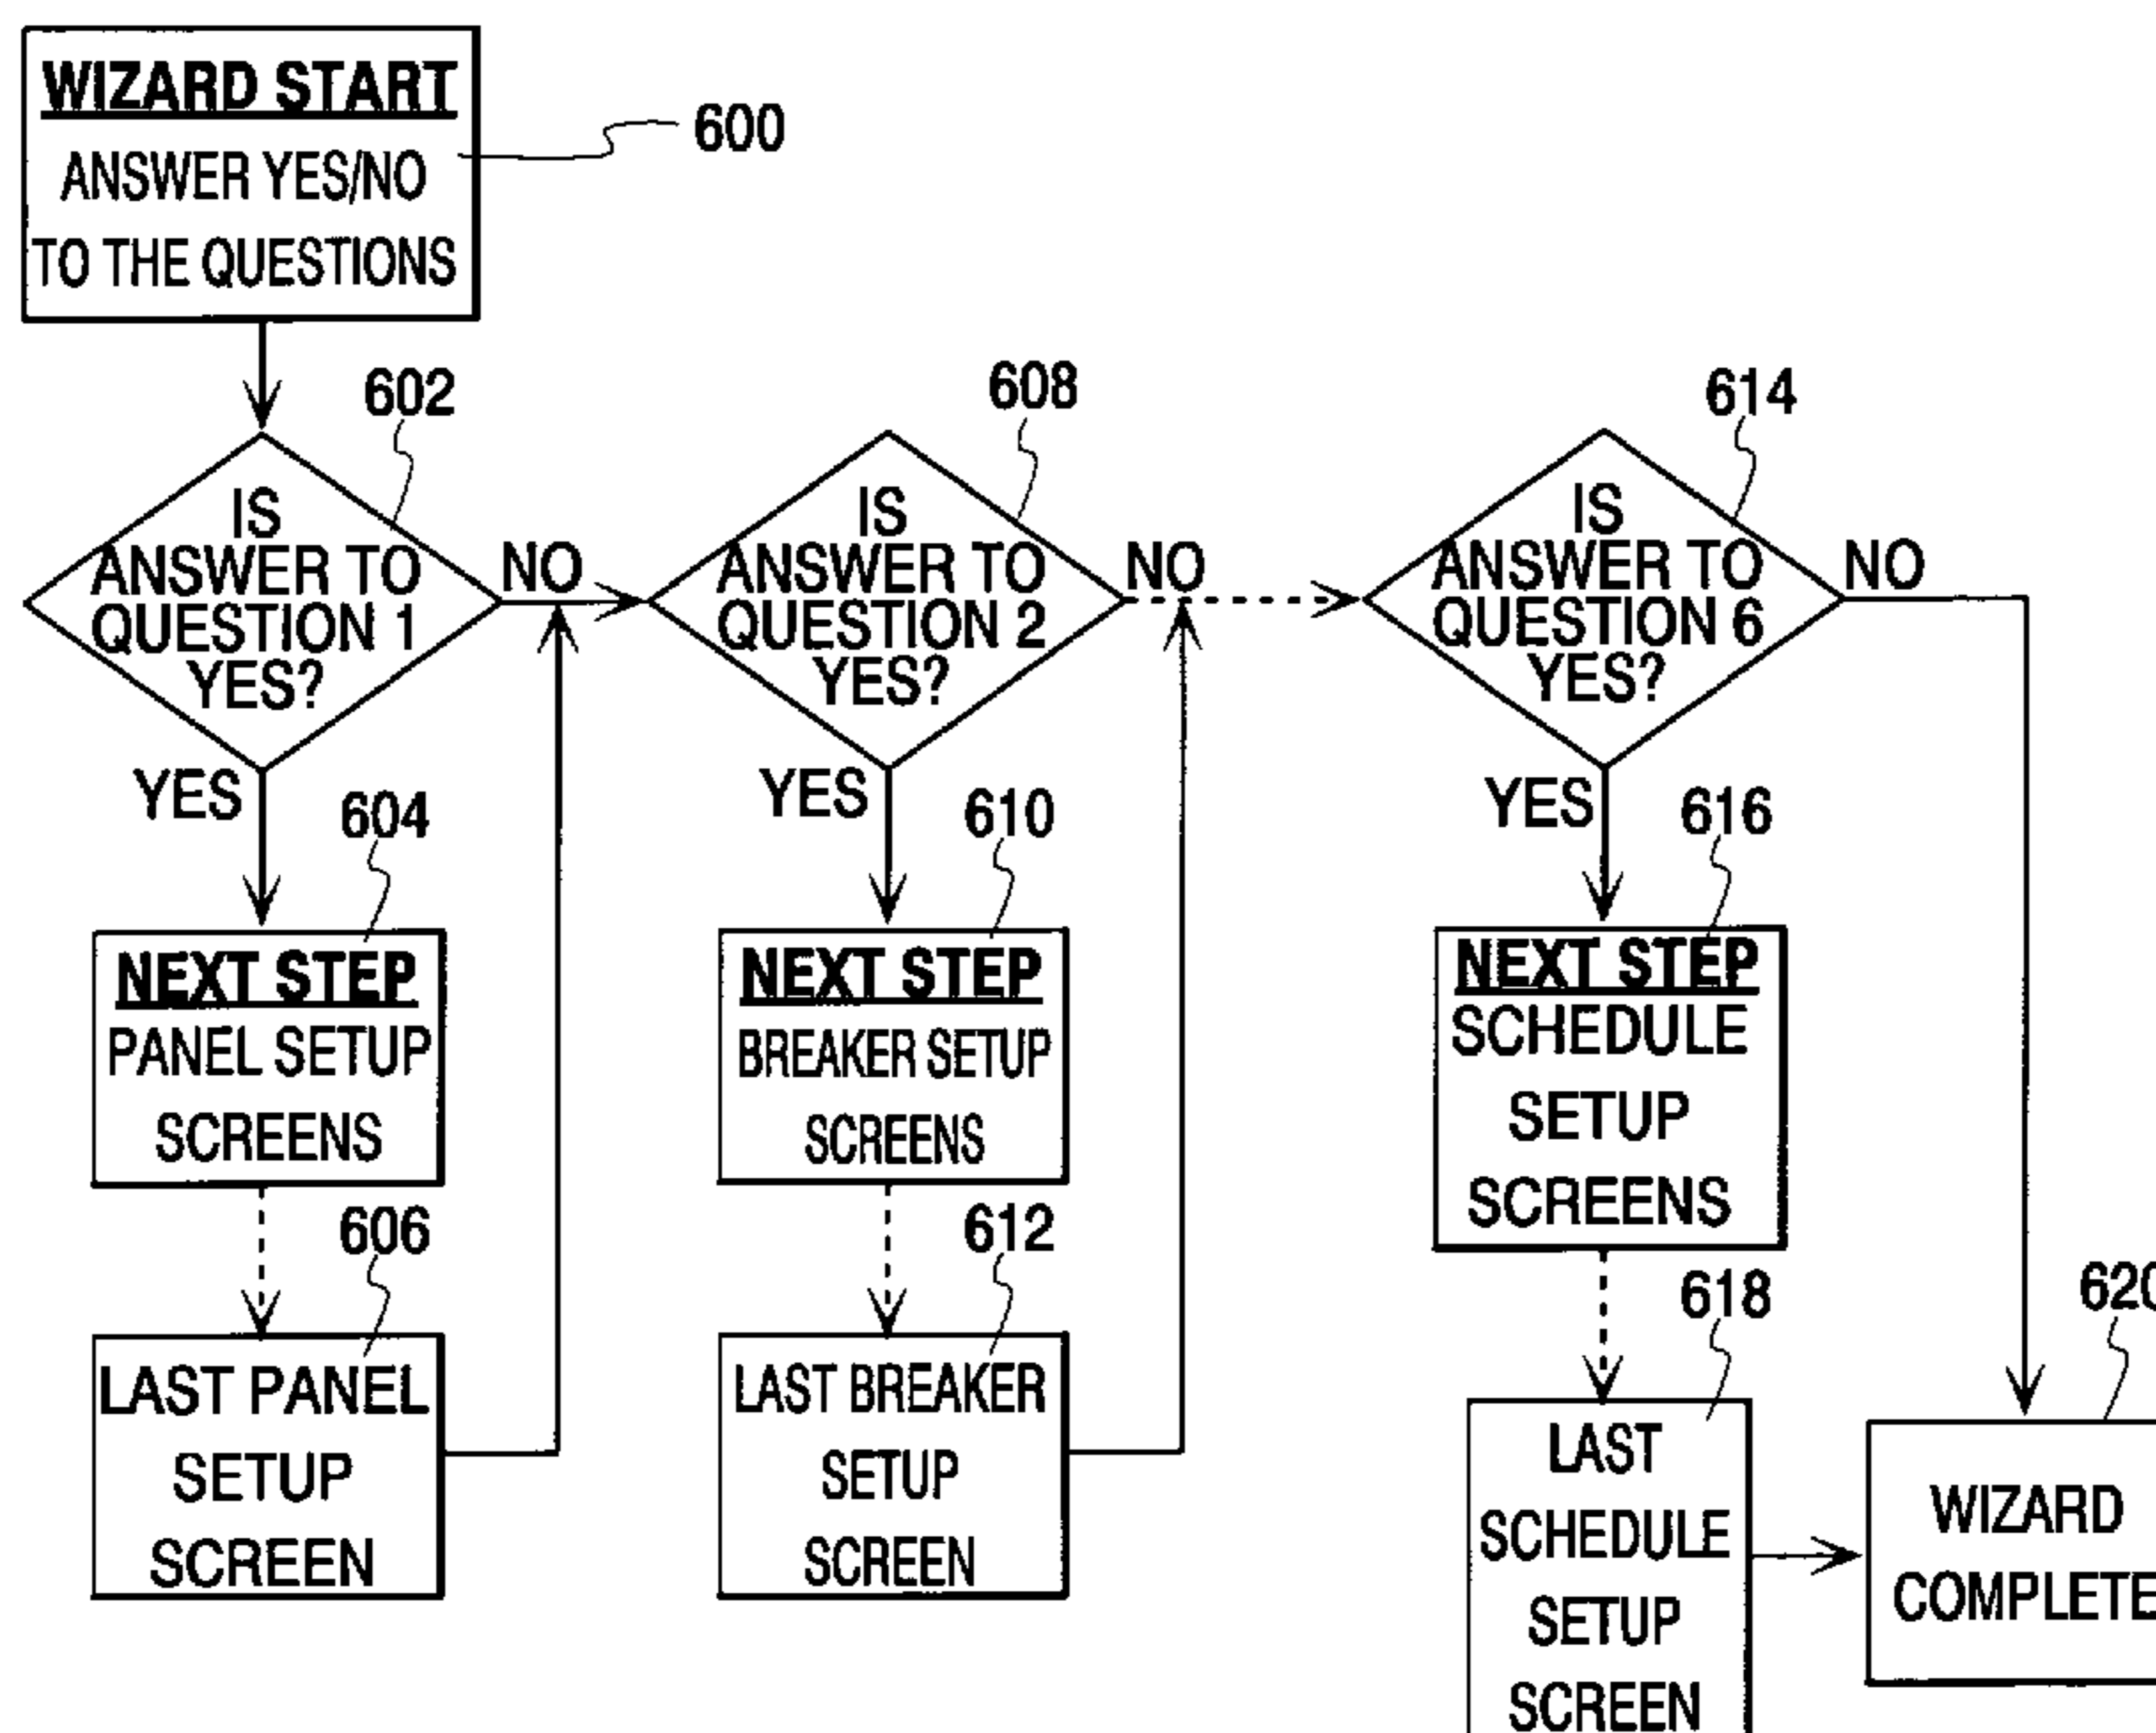 WIZARD START
ANSWER YES/NO
TO THE QUESTIONS
600
602
IS
ANSWER TO
QUESTION 1
YES?
NO
YES
604
NEXT STEP
PANEL SETUP
SCREENS
606
LAST PANEL
SETUP
SCREEN
608
IS
ANSWER TO
QUESTION 2
YES?
NO
YES
610
NEXT STEP
BREAKER SETUP
SCREENS
612
LAST BREAKER
SETUP
SCREEN
614
IS
ANSWER TO
QUESTION 6
YES?
NO
YES
616
NEXT STEP
SCHEDULE
SETUP
SCREENS
618
LAST
SCHEDULE
SETUP
SCREEN
620
WIZARD
COMPLETE